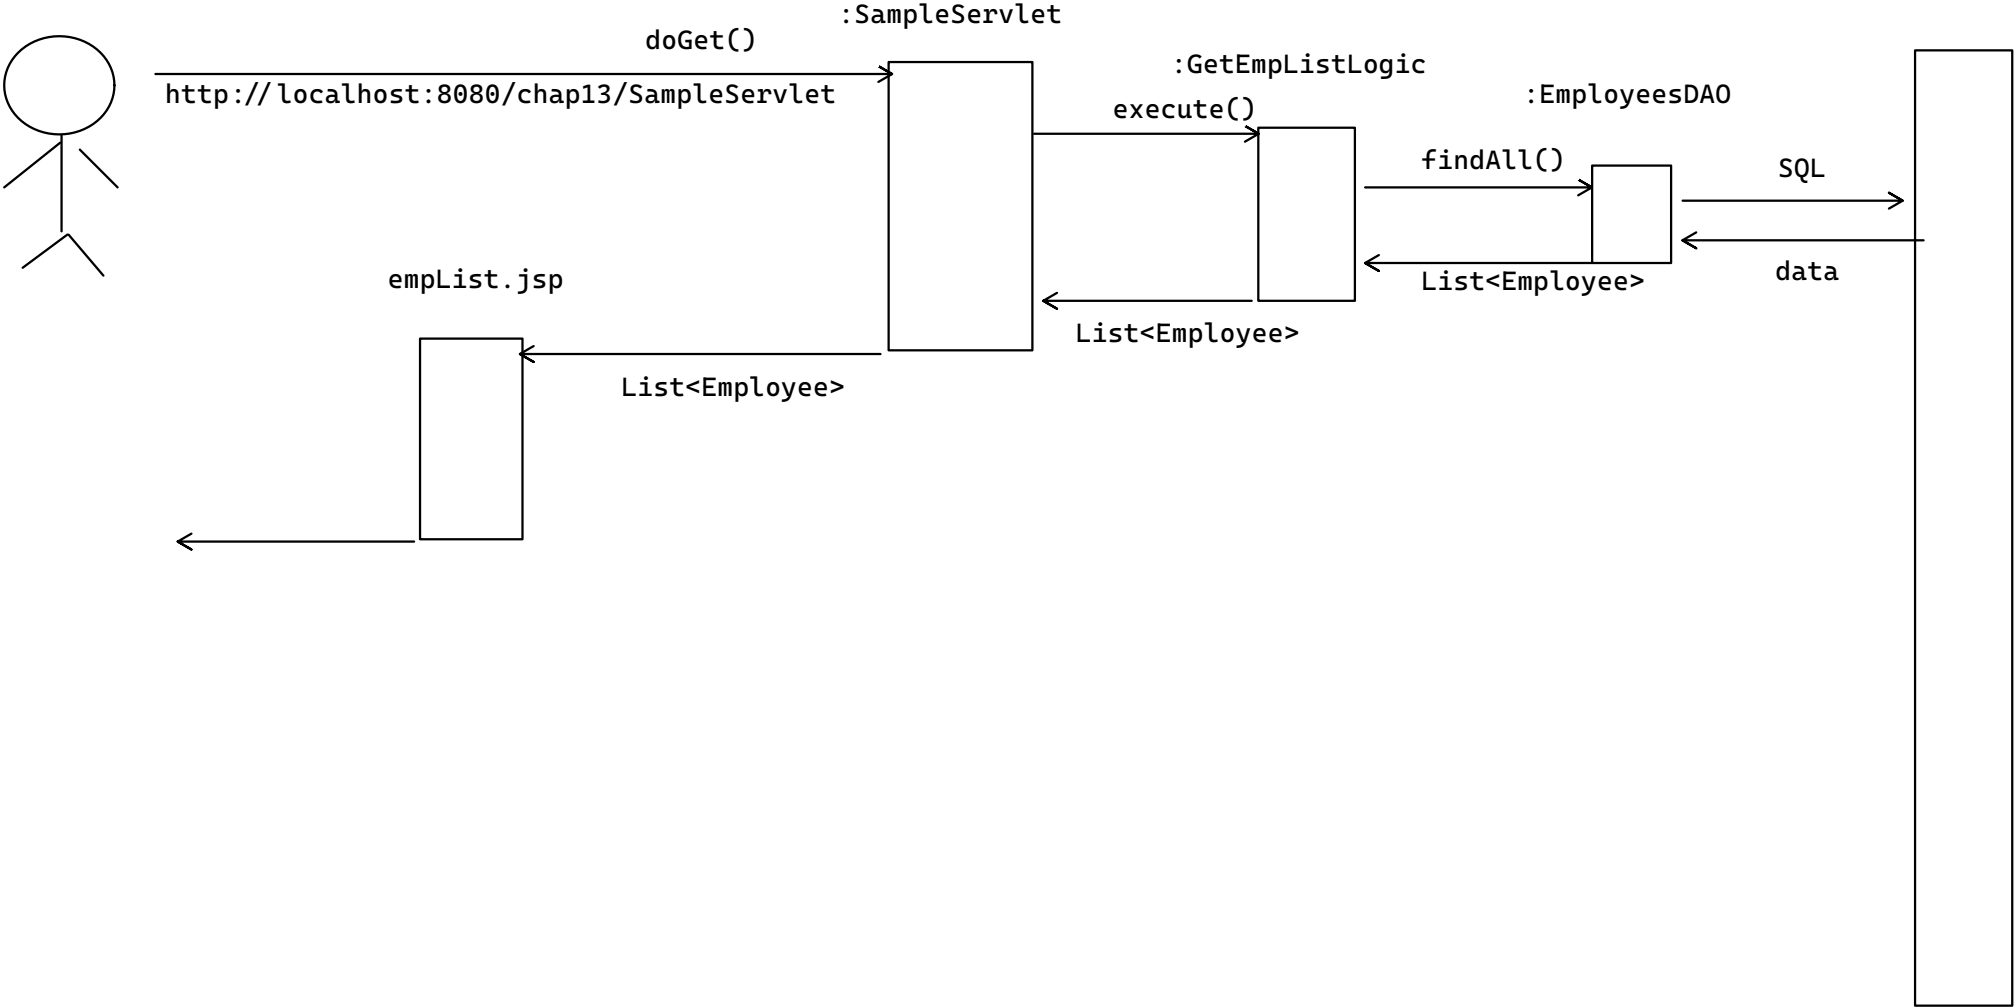 :SampleServlet
doGet()
http://localhost:8080/chap13/SampleServlet
:GetEmpListLogic
execute()
:EmployeesDAO
findAll()
SQL
data
List<Employee>
List<Employee>
empList.jsp
List<Employee>